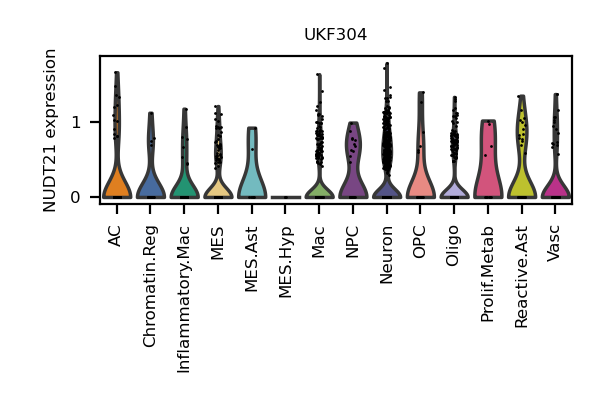 UKF304
NUDT21 expression
1
0
AC
Chromatin.Reg
Inflammatory.Mac
MES
MES.Ast
MES.Hyp
Mac
NPC
Neuron
OPC
Oligo
Prolif.Metab
Reactive.Ast
Vasc